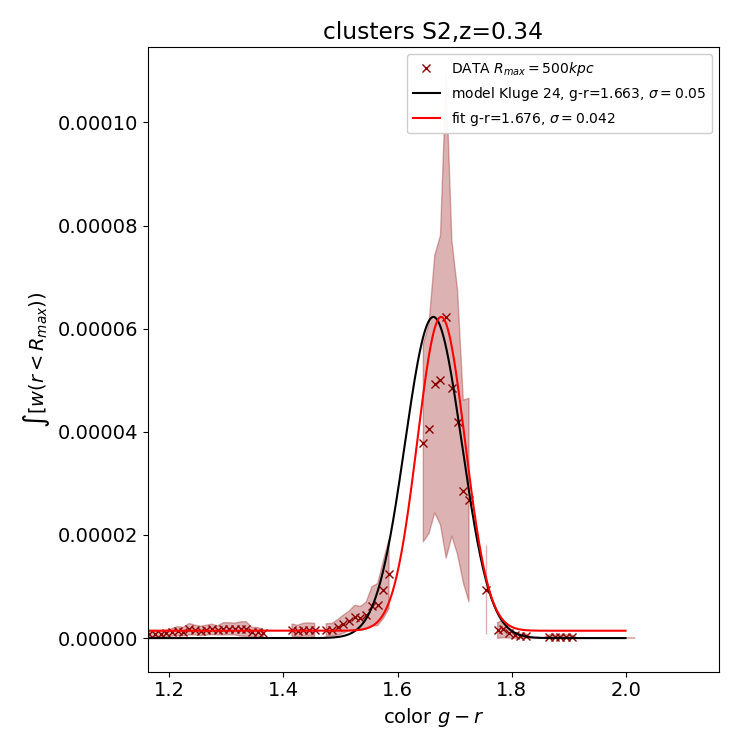 clusters S2,z=0.34
DATA $R_{max} = 500kpc$
model Kluge 24, g-r=1.663, $\sigma = 0.05$
fit g-r=1.676, $\sigma = 0.042$
0.00010
0.00008
0.00006
0.00004
0.00002
0.00000
$\int [w(r < R_{max}))$
1.2 1.4 1.6 1.8 2.0
color $g - r$